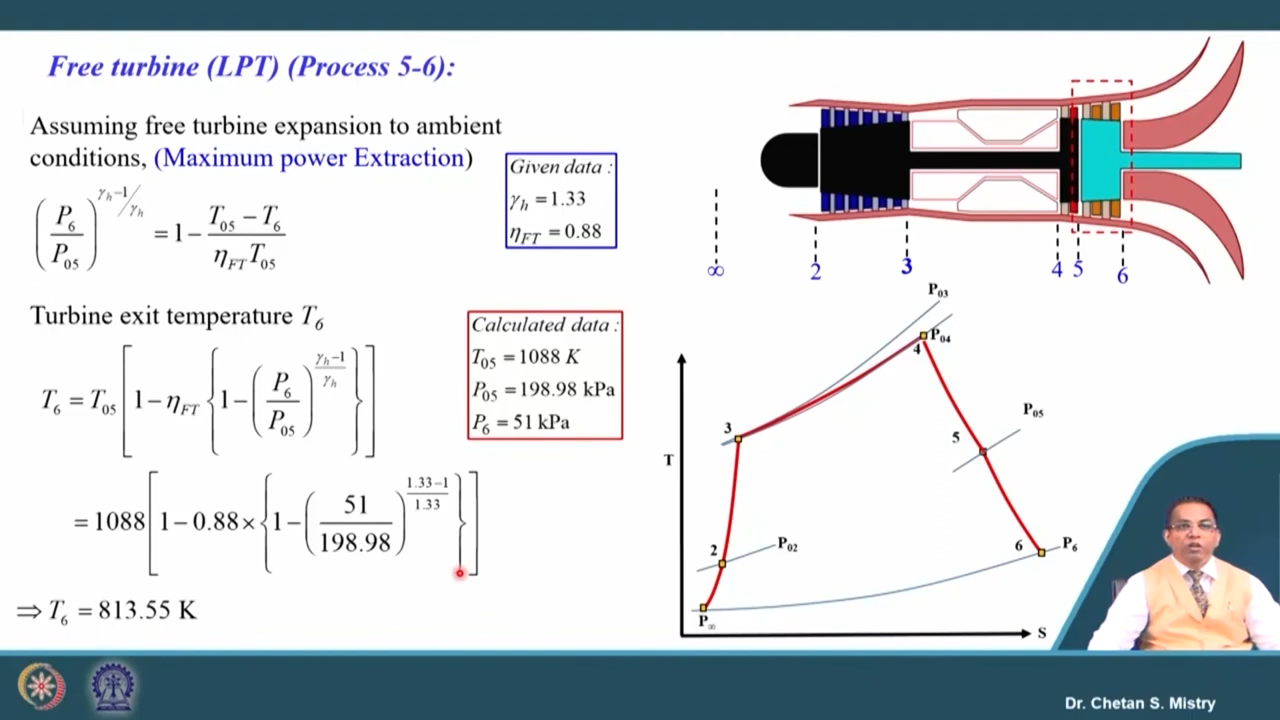 Free turbine (LPT) (Process 5-6):
Assuming free turbine expansion to ambient
conditions, (Maximum power Extraction)
(P₆/P₀₅)^(γₕ−1/γₕ) = 1 − (T₀₅ − T₆)/(η_FT T₀₅)
Given data :
γₕ = 1.33
η_FT = 0.88
Turbine exit temperature T₆
T₆ = T₀₅ [1 − η_FT {1 − (P₆/P₀₅)^((γₕ−1)/γₕ)}]
Calculated data :
T₀₅ = 1088 K
P₀₅ = 198.98 kPa
P₆ = 51 kPa
= 1088 [1 − 0.88 × {1 − (51/198.98)^((1.33−1)/1.33)}]
⇒ T₆ = 813.55 K
∞ 2 3 4 5 6
P₀₃
P₀₄
4
P₀₅
3
5
T
2
P₀₂
6
P₆
P∞
S
Dr. Chetan S. Mistry